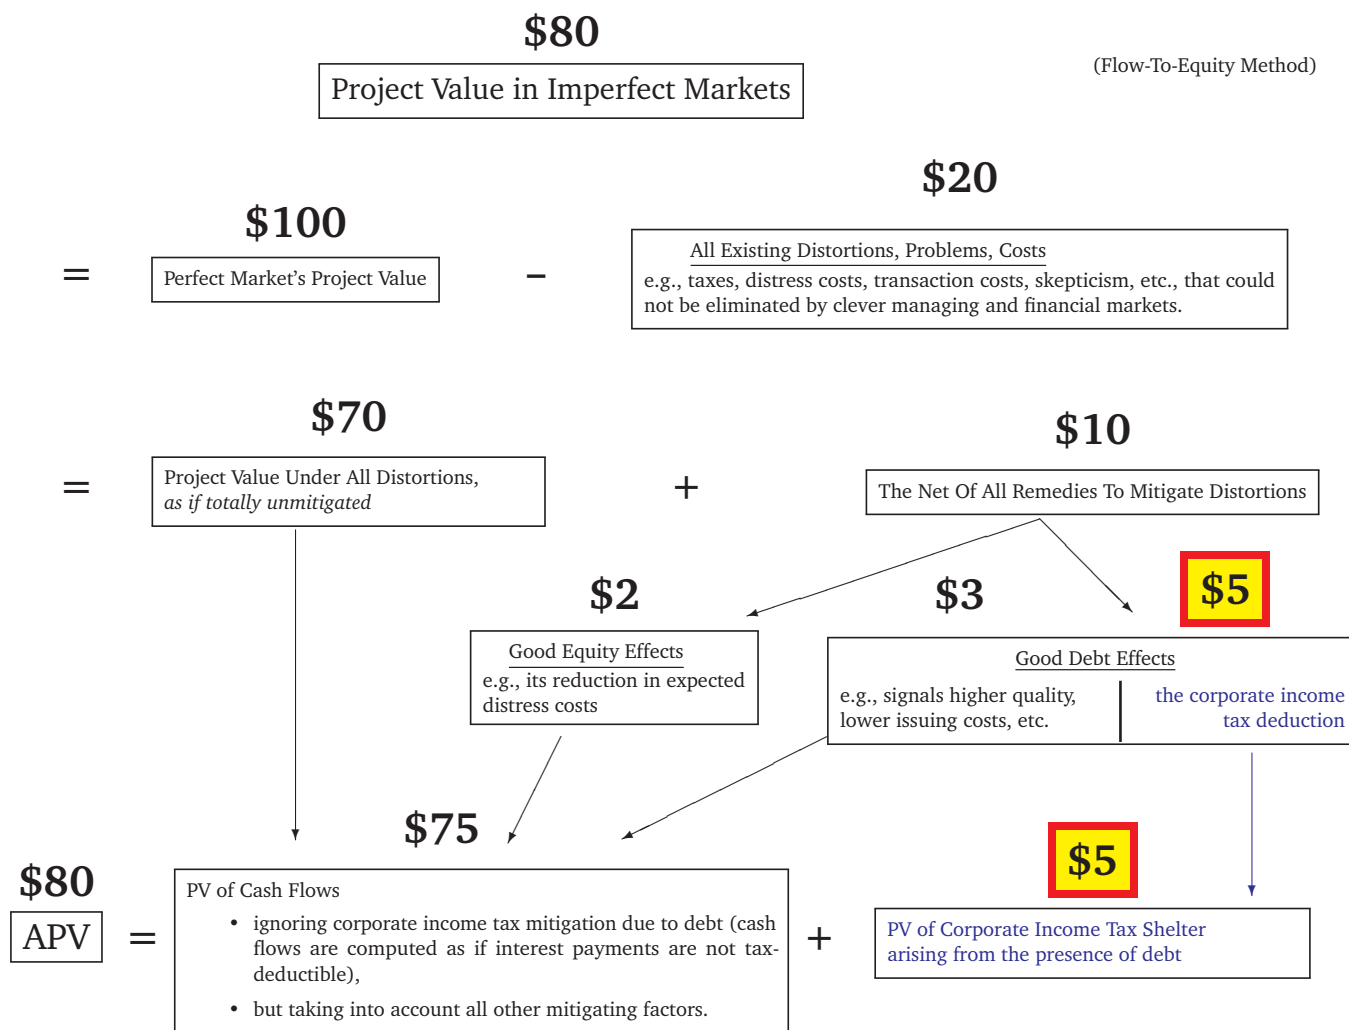 $80
Project Value in Imperfect Markets
(Flow-To-Equity Method)
$100
$20
=
Perfect Market's Project Value
–
All Existing Distortions, Problems, Costs
e.g., taxes, distress costs, transaction costs, skepticism, etc., that could
not be eliminated by clever managing and financial markets.
$70
$10
=
Project Value Under All Distortions,
as if totally unmitigated
+
The Net Of All Remedies To Mitigate Distortions
$2
$3
$5
Good Equity Effects
e.g., its reduction in expected
distress costs
Good Debt Effects
e.g., signals higher quality,
lower issuing costs, etc.
the corporate income
tax deduction
$80
APV
=
$75
PV of Cash Flows
• ignoring corporate income tax mitigation due to debt (cash
flows are computed as if interest payments are not tax-
deductible),
• but taking into account all other mitigating factors.
+
$5
PV of Corporate Income Tax Shelter
arising from the presence of debt